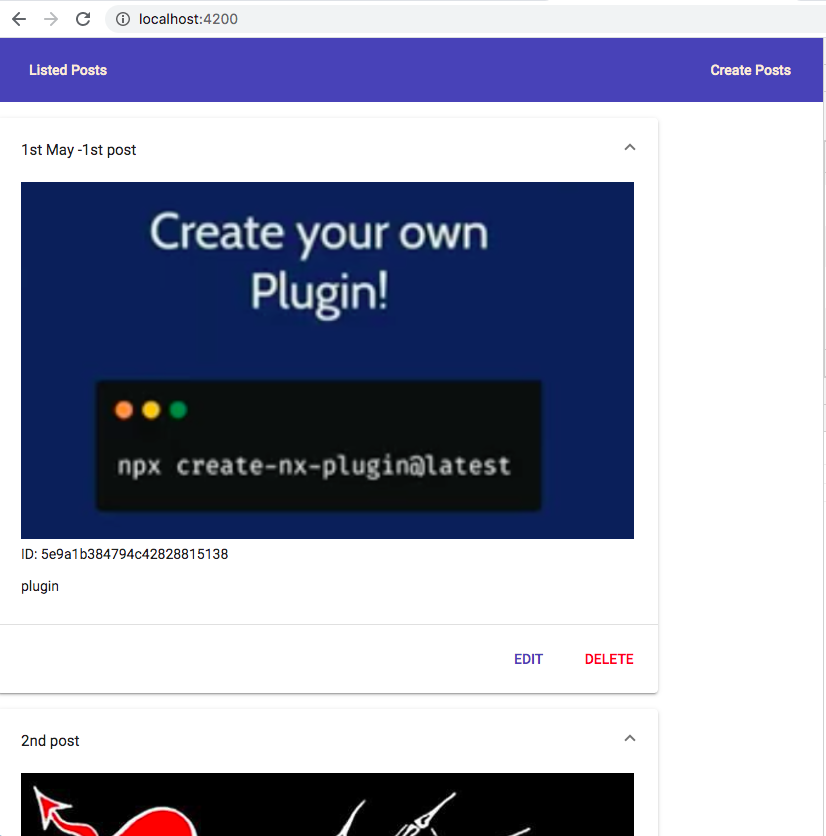 localhost:4200
Listed Posts
Create Posts
1st May -1st post
Create your own
Plugin!
npx create-nx-plugin@latest
ID: 5e9a1b384794c42828815138
plugin
EDIT
DELETE
2nd post